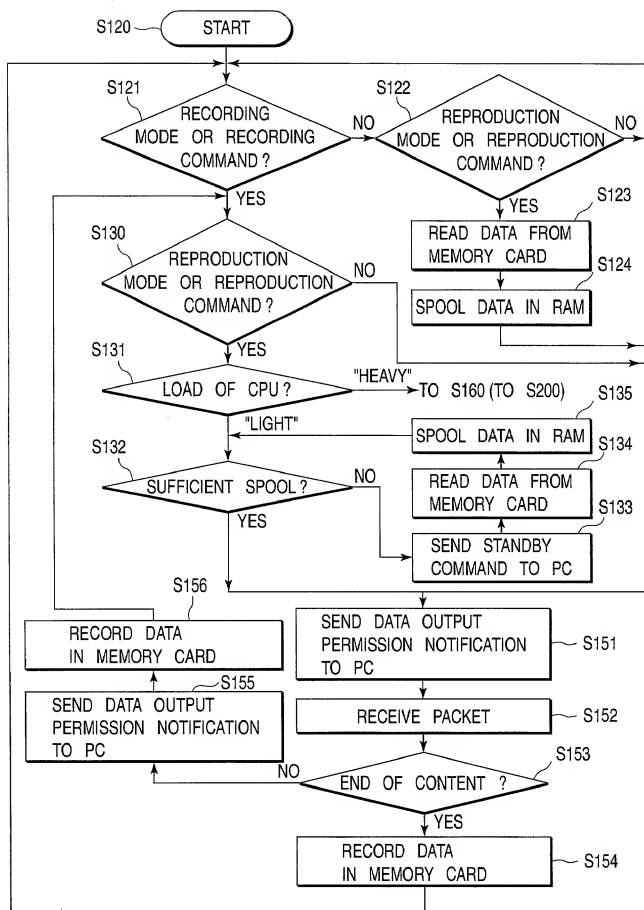 S120
START
S121
RECORDING
MODE OR RECORDING
COMMAND?
NO
YES
S122
REPRODUCTION
MODE OR REPRODUCTION
COMMAND?
NO
YES
S123
READ DATA FROM
MEMORY CARD
S124
SPOOL DATA IN RAM
S130
REPRODUCTION
MODE OR REPRODUCTION
COMMAND?
NO
YES
S131
LOAD OF CPU?
"HEAVY"
TO S160 (TO S200)
"LIGHT"
S132
SUFFICIENT SPOOL?
NO
YES
S135
SPOOL DATA IN RAM
S134
READ DATA FROM
MEMORY CARD
S133
SEND STANDBY
COMMAND TO PC
S151
SEND DATA OUTPUT
PERMISSION NOTIFICATION
TO PC
RECEIVE PACKET
S152
S153
END OF CONTENT ?
NO
YES
RECORD DATA
IN MEMORY CARD
S154
S155
SEND DATA OUTPUT
PERMISSION NOTIFICATION
TO PC
S156
RECORD DATA
IN MEMORY CARD